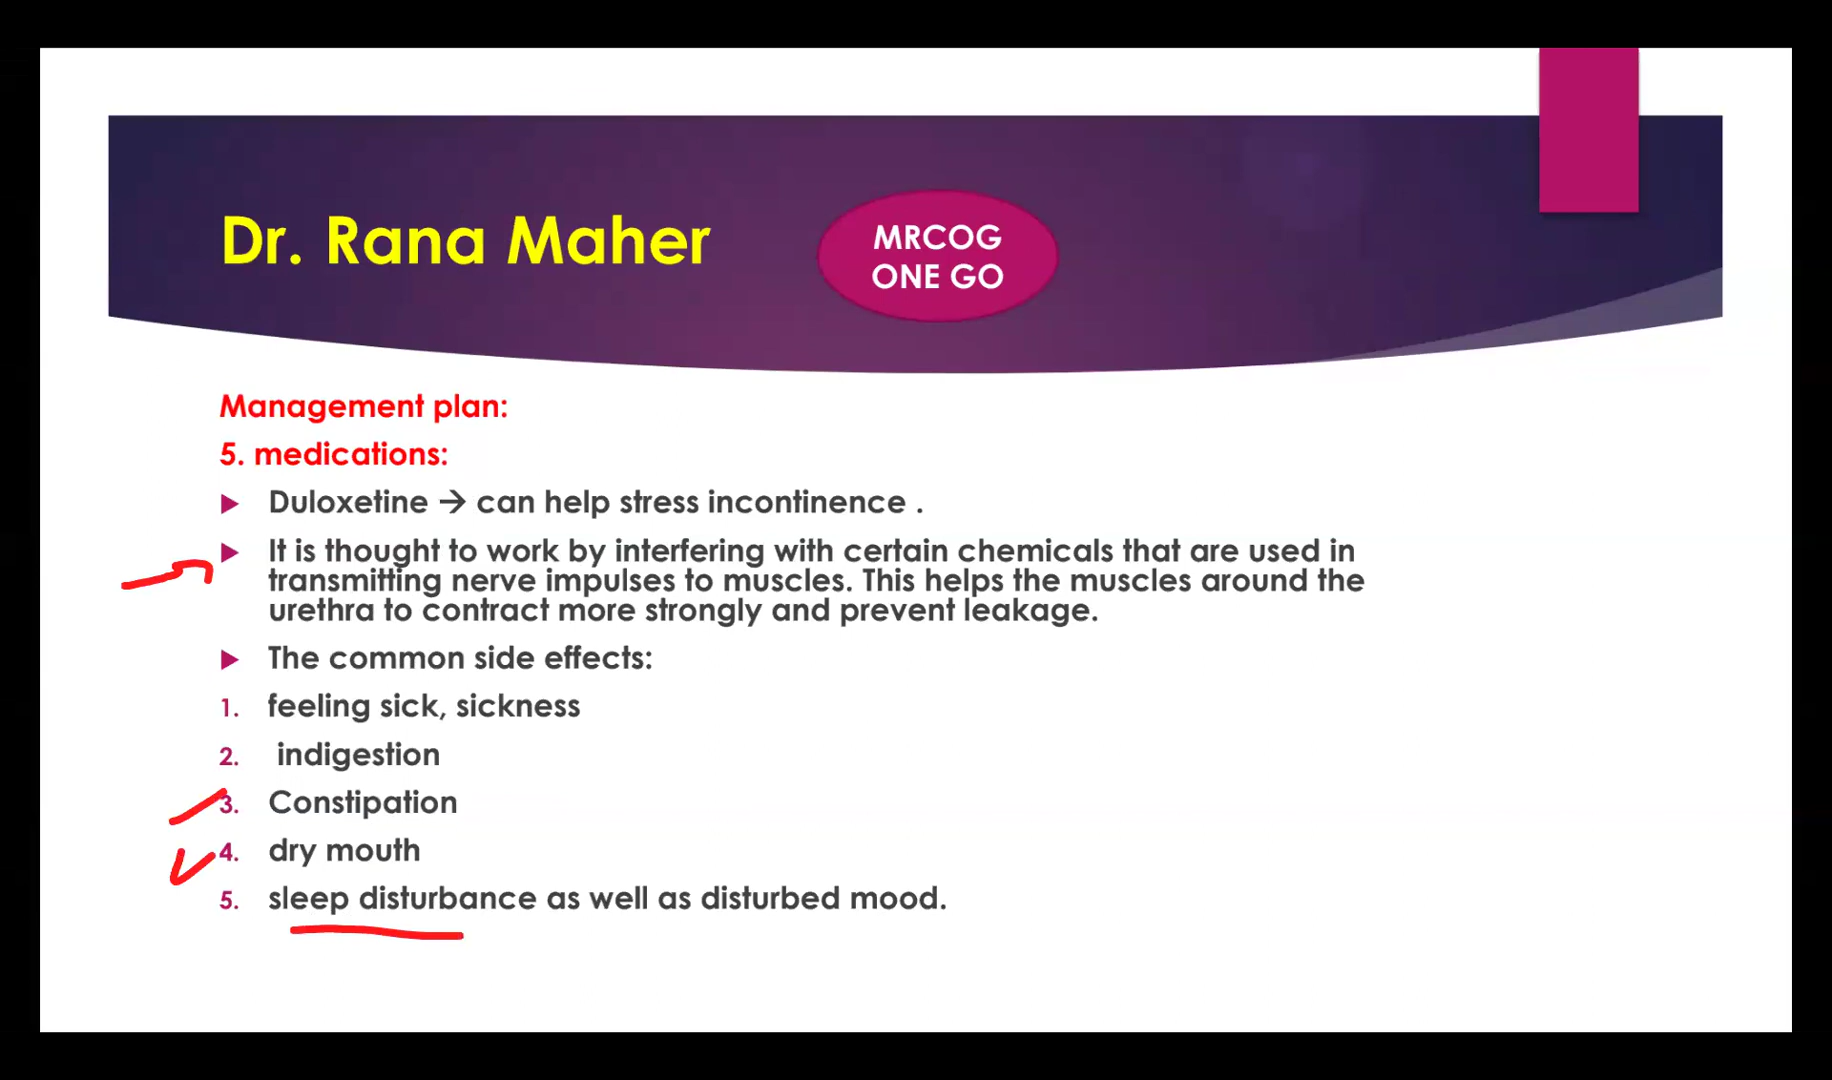 Dr. Rana Maher
MRCOG
ONE GO
Management plan:
5. medications:
Duloxetine → can help stress incontinence .
It is thought to work by interfering with certain chemicals that are used in
transmitting nerve impulses to muscles. This helps the muscles around the
urethra to contract more strongly and prevent leakage.
The common side effects:
1. feeling sick, sickness
2. indigestion
3. Constipation
4. dry mouth
5. sleep disturbance as well as disturbed mood.